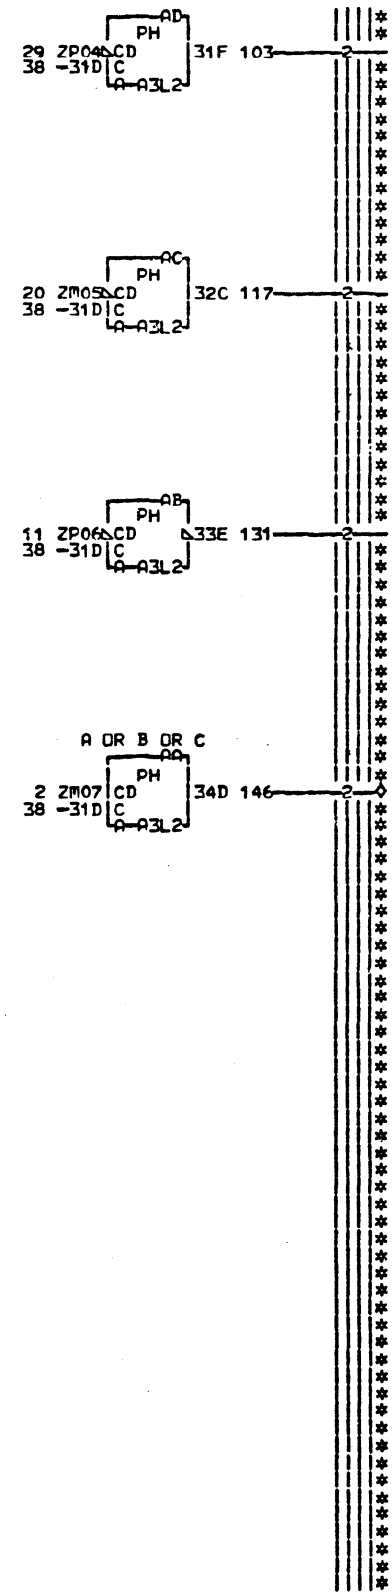 AD
PH
29 ZP04 CD 31F 103 2
38 -31D C
A A3L2
AC
PH
20 ZM05 CD 32C 117 2
38 -31D C
A A3L2
AB
PH
11 ZP06 CD 33E 131 2
38 -31D C
A A3L2
A OR B OR C
AA
PH
2 ZM07 CD 34D 146 2
38 -31D C
A A3L2